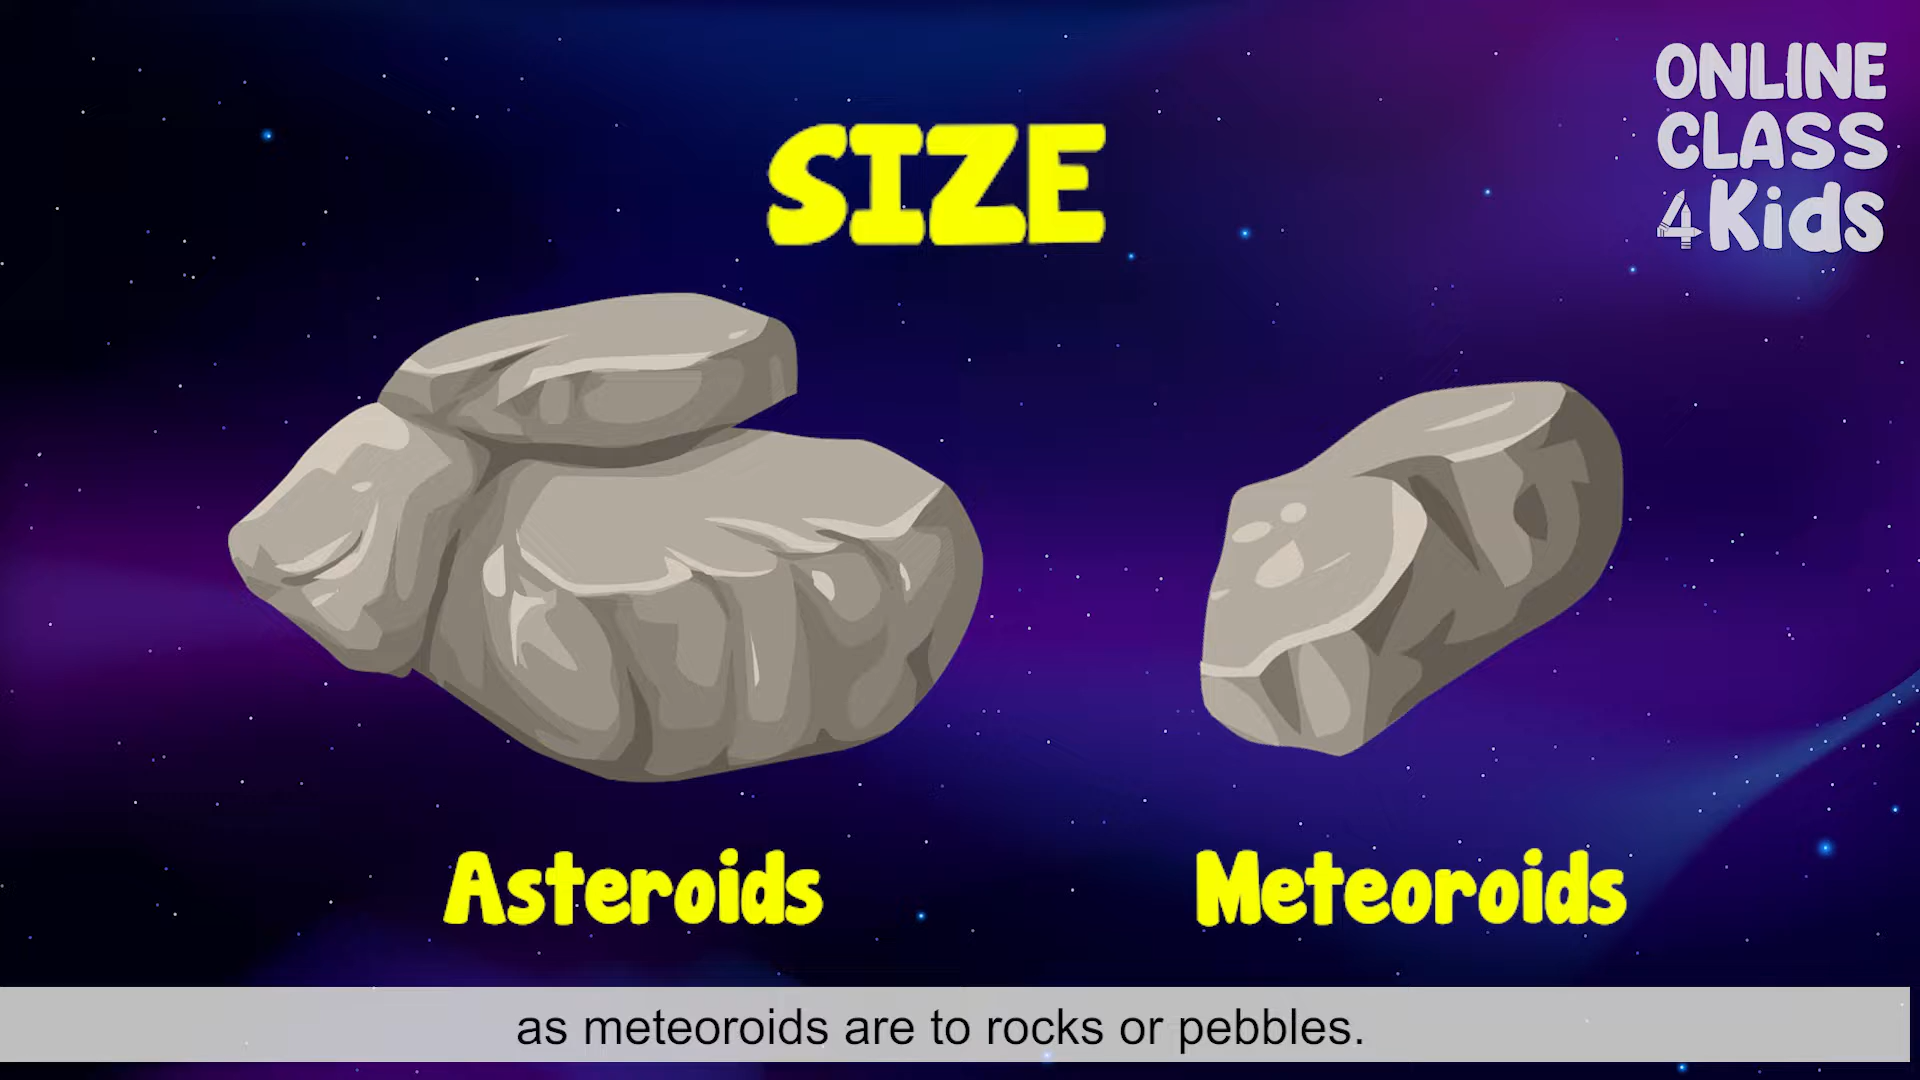 SIZE
ONLINE
CLASS
4Kids
Asteroids
Meteoroids
as meteoroids are to rocks or pebbles.